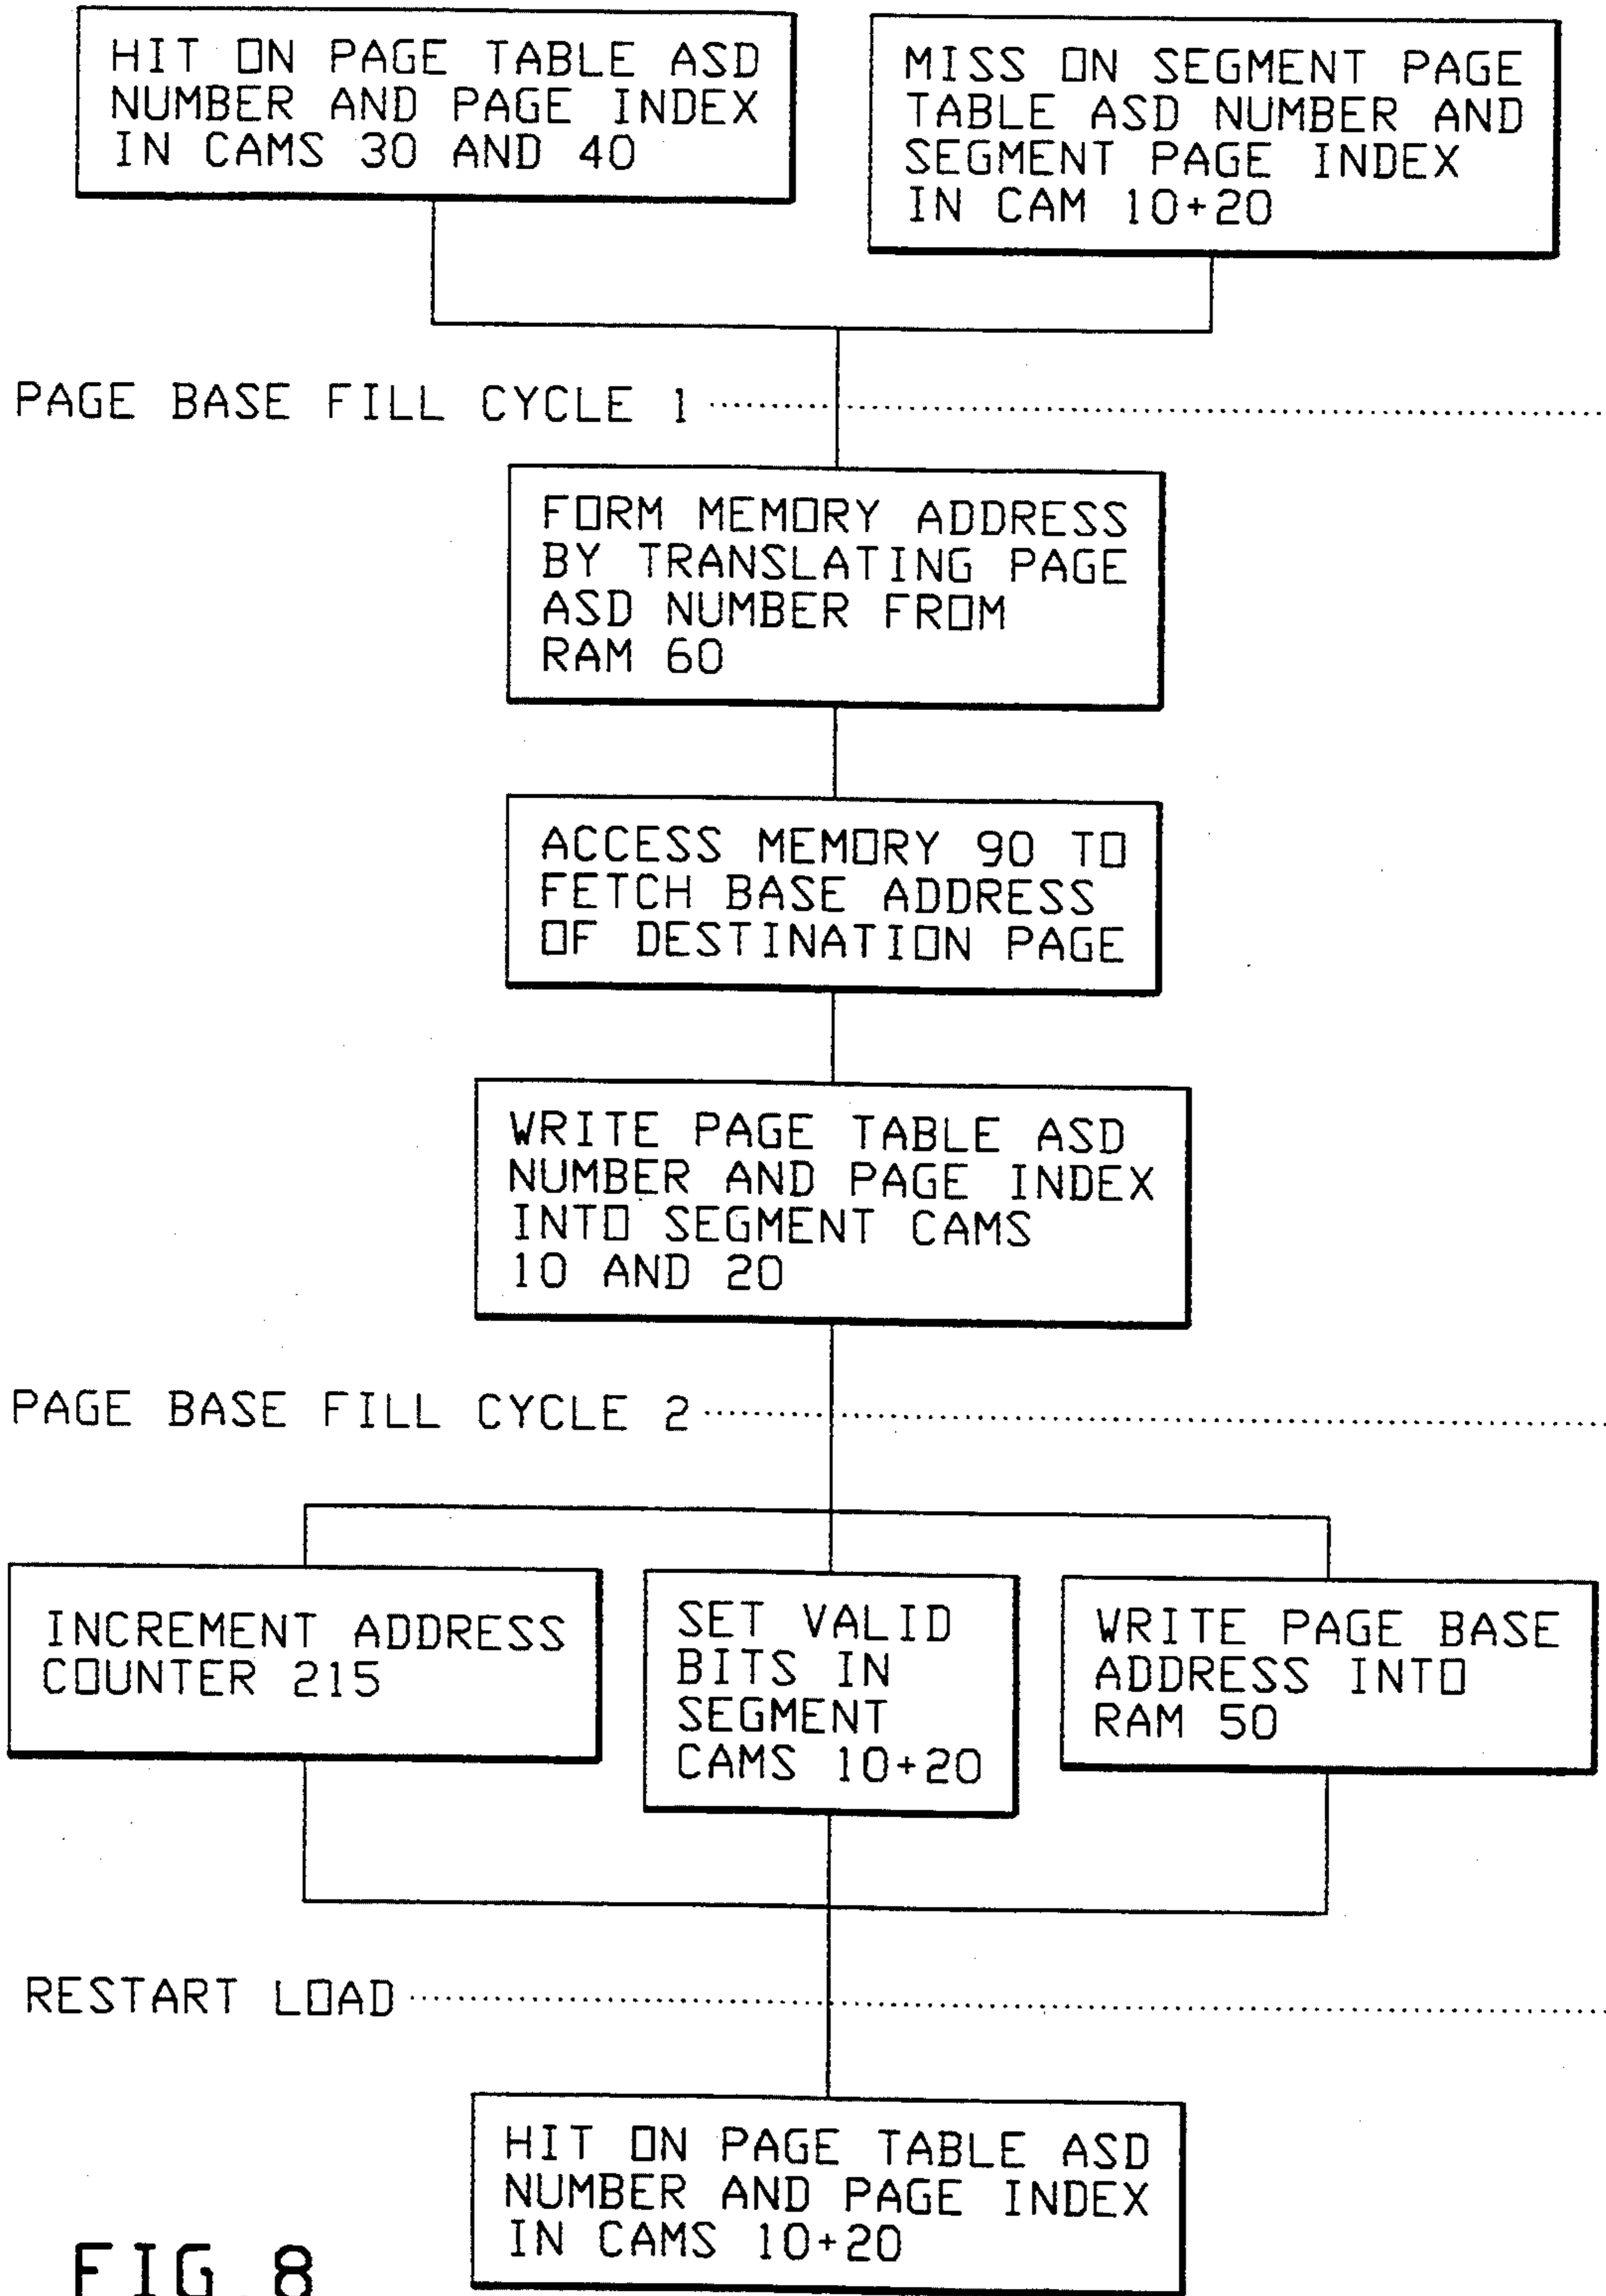 HIT ON PAGE TABLE ASD
NUMBER AND PAGE INDEX
IN CAMS 30 AND 40
MISS ON SEGMENT PAGE
TABLE ASD NUMBER AND
SEGMENT PAGE INDEX
IN CAM 10+20
PAGE BASE FILL CYCLE 1
FORM MEMORY ADDRESS
BY TRANSLATING PAGE
ASD NUMBER FROM
RAM 60
ACCESS MEMORY 90 TO
FETCH BASE ADDRESS
OF DESTINATION PAGE
WRITE PAGE TABLE ASD
NUMBER AND PAGE INDEX
INTO SEGMENT CAMS
10 AND 20
PAGE BASE FILL CYCLE 2
INCREMENT ADDRESS
COUNTER 215
SET VALID
BITS IN
SEGMENT
CAMS 10+20
WRITE PAGE BASE
ADDRESS INTO
RAM 50
RESTART LOAD
HIT ON PAGE TABLE ASD
NUMBER AND PAGE INDEX
IN CAMS 10+20
FIG 8